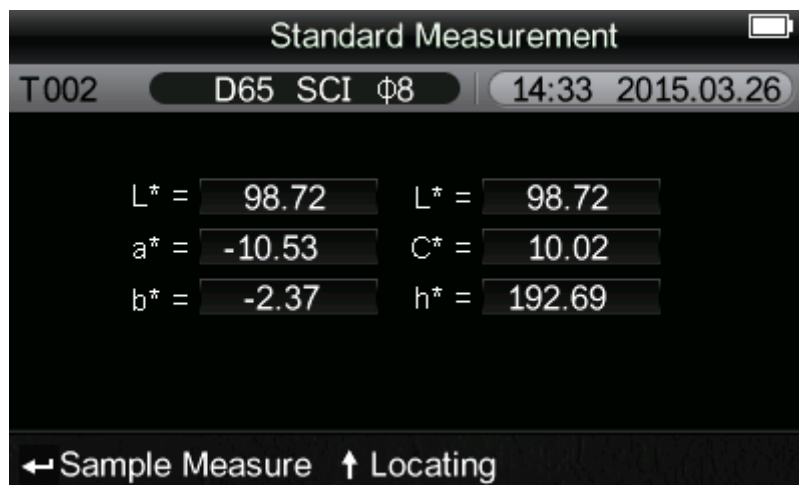 Standard Measurement
T002 D65 SCI Φ8 14:33 2015.03.26
L* = 98.72 L* = 98.72
a* = -10.53 C* = 10.02
b* = -2.37 h* = 192.69
Sample Measure Locating